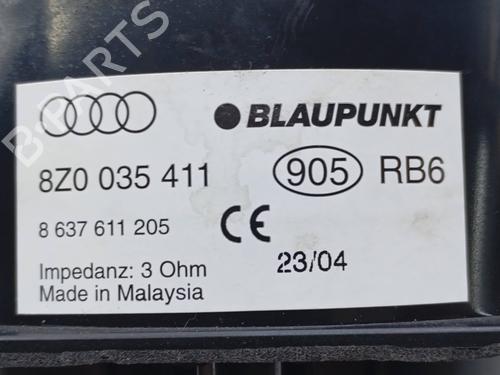 BLAUPUNKT
8Z0 035 411 905 RB6
8 637 611 205 CE
Impedanz: 3 Ohm 23/04
Made in Malaysia
B-PARTS